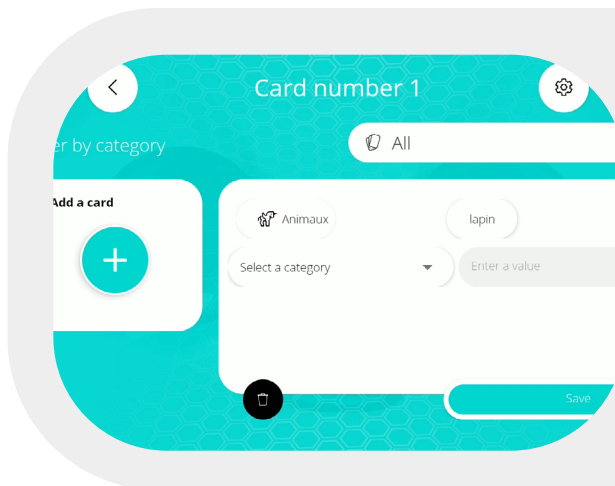 Card number 1
er by category
All
Add a card
Animaux
lapin
Select a category
Enter a value
Save